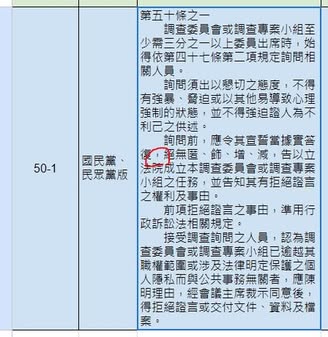 50-1
國民黨、
民眾黨版
第五十條之一
調查委員會或調查專案小組至
少需三分之一以上委員出席時，始
得依第四十七條第二項規定詢問相
關人員。
詢問須出以懇切之態度，不得
有強暴、脅迫或以其他易導致心理
強制的狀態，並不得強迫證人為不
利己之供述。
詢問前，應令其宣誓當據實答
復，絕無匿、飾、增、減，告以立
法院成立本調查委員會或調查專案
小組之任務，並告知其有拒絕證言
之權利及事由。
前項拒絕證言之事由，準用行
政訴訟法相關規定。
接受調查詢問之人員，認為調
查委員會或調查專案小組已逾越其
職權範圍或涉及法律明定保護之個
人隱私而與公共事務無關者，應陳
明理由，經會議主席裁示同意後，
得拒絕證言或交付文件、資料及檔
案。